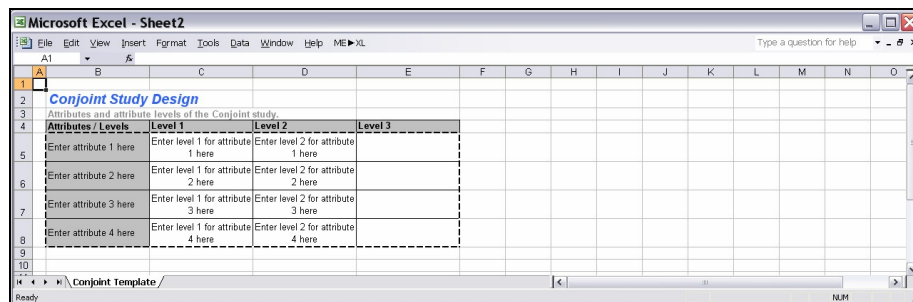 Microsoft Excel - Sheet2
File Edit View Insert Format Tools Data Window Help ME►XL Type a question for help
A1 fx
A B C D E F G H I J K L M N O
1
2 Conjoint Study Design
3 Attributes and attribute levels of the Conjoint study.
4 Attributes / Levels Level 1 Level 2 Level 3
5 Enter attribute 1 here Enter level 1 for attribute 1 here Enter level 2 for attribute 1 here
6 Enter attribute 2 here Enter level 1 for attribute 2 here Enter level 2 for attribute 2 here
7 Enter attribute 3 here Enter level 1 for attribute 3 here Enter level 2 for attribute 3 here
8 Enter attribute 4 here Enter level 1 for attribute 4 here Enter level 2 for attribute 4 here
9
10
Conjoint Template
Ready NUM